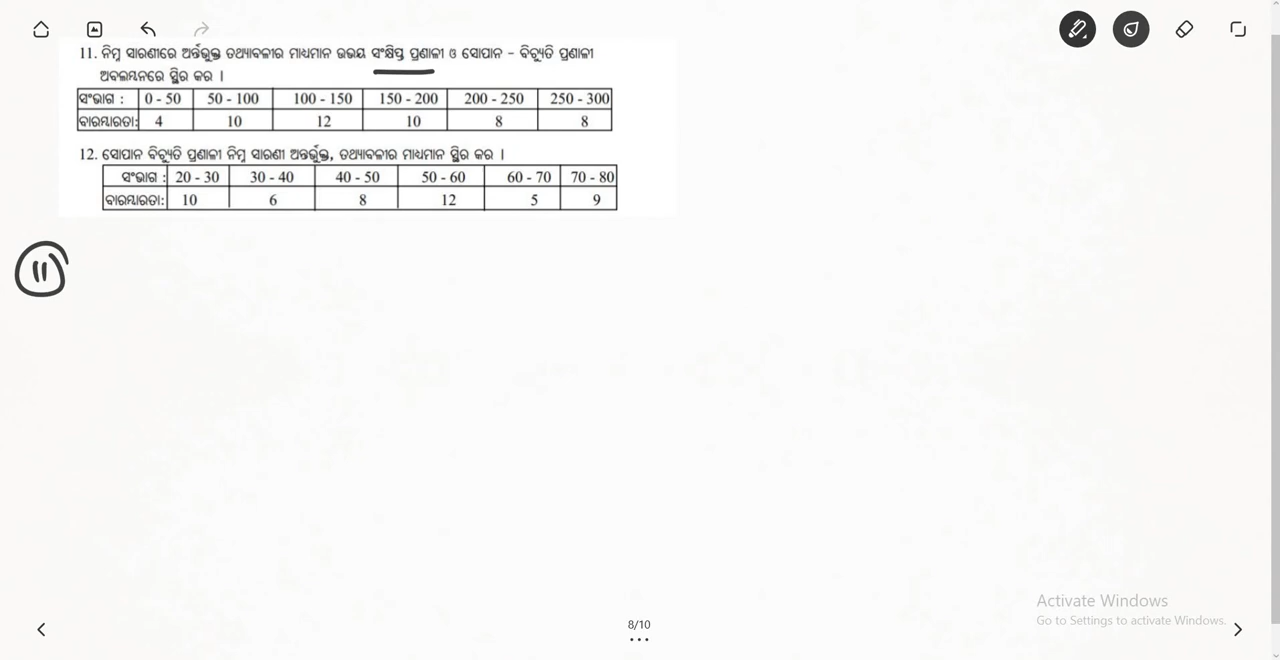 11. ନିମ୍ନ ସାରଣୀରେ ଅର୍ନ୍ତଭୁକ୍ତ ତଥ୍ୟାବଳୀର ମାଧ୍ୟମାନ ଉଭୟ ସଂକ୍ଷିପ୍ତ ପ୍ରଣାଳୀ ଓ ସୋପାନ - ବିଚ୍ୟୁତି ପ୍ରଣାଳୀ
ଅବଲମ୍ବନରେ ସ୍ଥିର କର ।
ସଂଭାଗ : 0 - 50 50 - 100 100 - 150 150 - 200 200 - 250 250 - 300
ବାରମ୍ବାରତା: 4 10 12 10 8 8
12. ସୋପାନ ବିଚ୍ୟୁତି ପ୍ରଣାଳୀ ନିମ୍ନ ସାରଣୀ ଅନ୍ତର୍ଭୁକ୍ତ, ତଥ୍ୟାବଳୀର ମାଧ୍ୟମାନ ସ୍ଥିର କର ।
ସଂଭାଗ : 20 - 30 30 - 40 40 - 50 50 - 60 60 - 70 70 - 80
ବାରମ୍ବାରତା: 10 6 8 12 5 9
11
Activate Windows
Go to Settings to activate Windows.
8/10